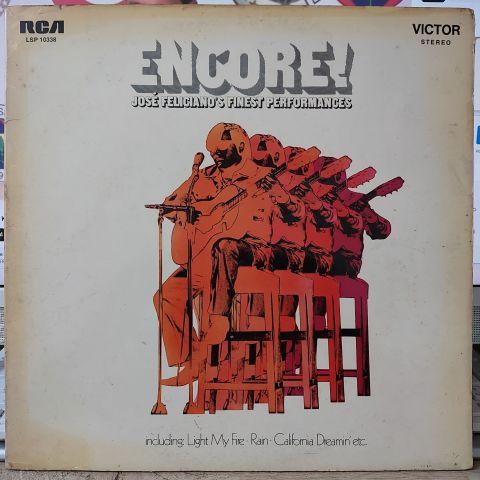 RCA
LSP 10338
VICTOR
STEREO
ENCORE!
JOSÉ FELICIANO'S FINEST PERFORMANCES
including: Light My Fire · Rain · California Dreamin' etc.